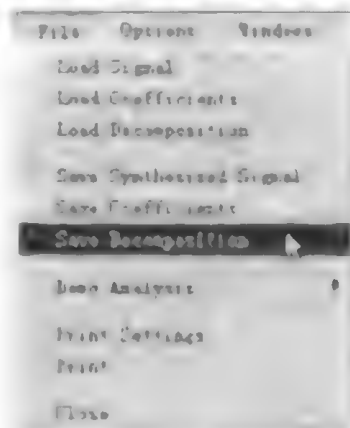 File Options Windows
Load Signal
Load Coefficients
Load Decomposition
Save Synthesized Signal
Save Coefficients
Save Decomposition
Demo Analysis
Print Settings
Print
Close